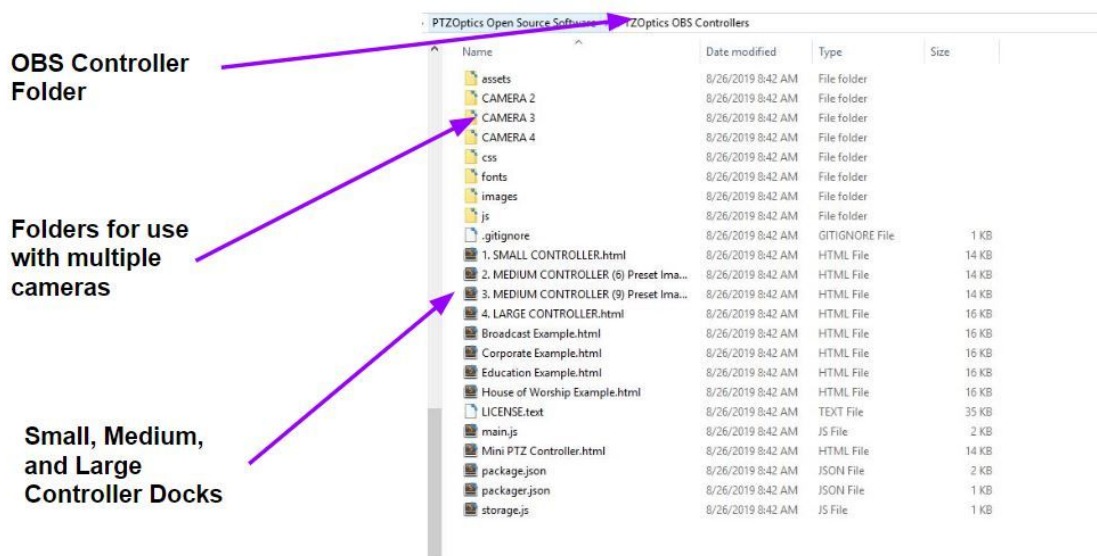 PTZOptics Open Source Software
TZOptics OBS Controllers
OBS Controller
Folder
Folders for use
with multiple
cameras
Small, Medium,
and Large
Controller Docks
Name Date modified Type Size
assets 8/26/2019 8:42 AM File folder
CAMERA 2 8/26/2019 8:42 AM File folder
CAMERA 3 8/26/2019 8:42 AM File folder
CAMERA 4 8/26/2019 8:42 AM File folder
css 8/26/2019 8:42 AM File folder
fonts 8/26/2019 8:42 AM File folder
images 8/26/2019 8:42 AM File folder
js 8/26/2019 8:42 AM File folder
.gitignore 8/26/2019 8:42 AM GITIGNORE File 1 KB
1. SMALL CONTROLLER.html 8/26/2019 8:42 AM HTML File 14 KB
2. MEDIUM CONTROLLER (6) Preset Ima... 8/26/2019 8:42 AM HTML File 14 KB
3. MEDIUM CONTROLLER (9) Preset Ima... 8/26/2019 8:42 AM HTML File 14 KB
4. LARGE CONTROLLER.html 8/26/2019 8:42 AM HTML File 16 KB
Broadcast Example.html 8/26/2019 8:42 AM HTML File 16 KB
Corporate Example.html 8/26/2019 8:42 AM HTML File 16 KB
Education Example.html 8/26/2019 8:42 AM HTML File 16 KB
House of Worship Example.html 8/26/2019 8:42 AM HTML File 16 KB
LICENSE.text 8/26/2019 8:42 AM TEXT File 35 KB
main.js 8/26/2019 8:42 AM JS File 2 KB
Mini PTZ Controller.html 8/26/2019 8:42 AM HTML File 14 KB
package.json 8/26/2019 8:42 AM JSON File 2 KB
packager.json 8/26/2019 8:42 AM JSON File 1 KB
storage.js 8/26/2019 8:42 AM JS File 1 KB